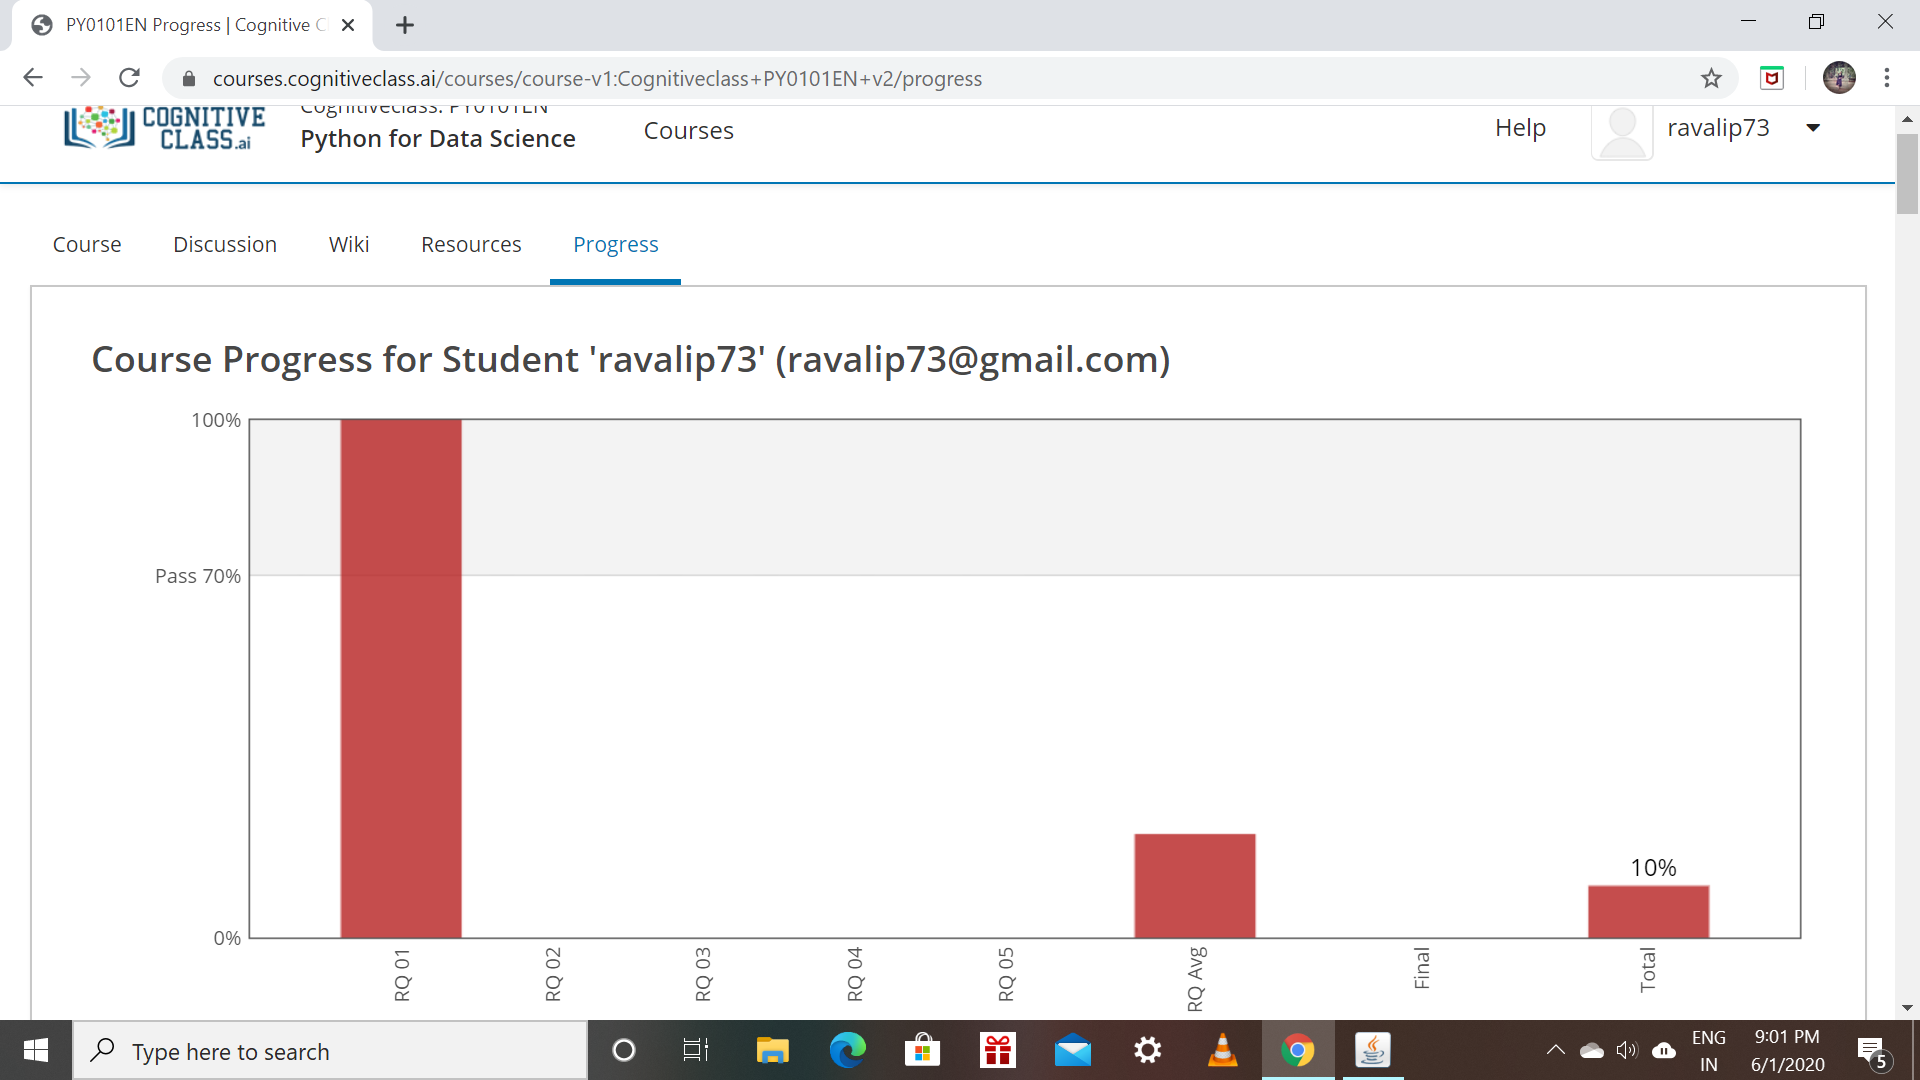 PY0101EN Progress | Cognitive C
courses.cognitiveclass.ai/courses/course-v1:Cognitiveclass+PY0101EN+v2/progress
COGNITIVE
CLASS.ai
Cognitiveclass: PY0101EN
Python for Data Science
Courses
Help
ravalip73
Course
Discussion
Wiki
Resources
Progress
Course Progress for Student 'ravalip73' (ravalip73@gmail.com)
100%
Pass 70%
0%
10%
RQ 01
RQ 02
RQ 03
RQ 04
RQ 05
RQ Avg
Final
Total
Type here to search
ENG
IN
9:01 PM
6/1/2020
5